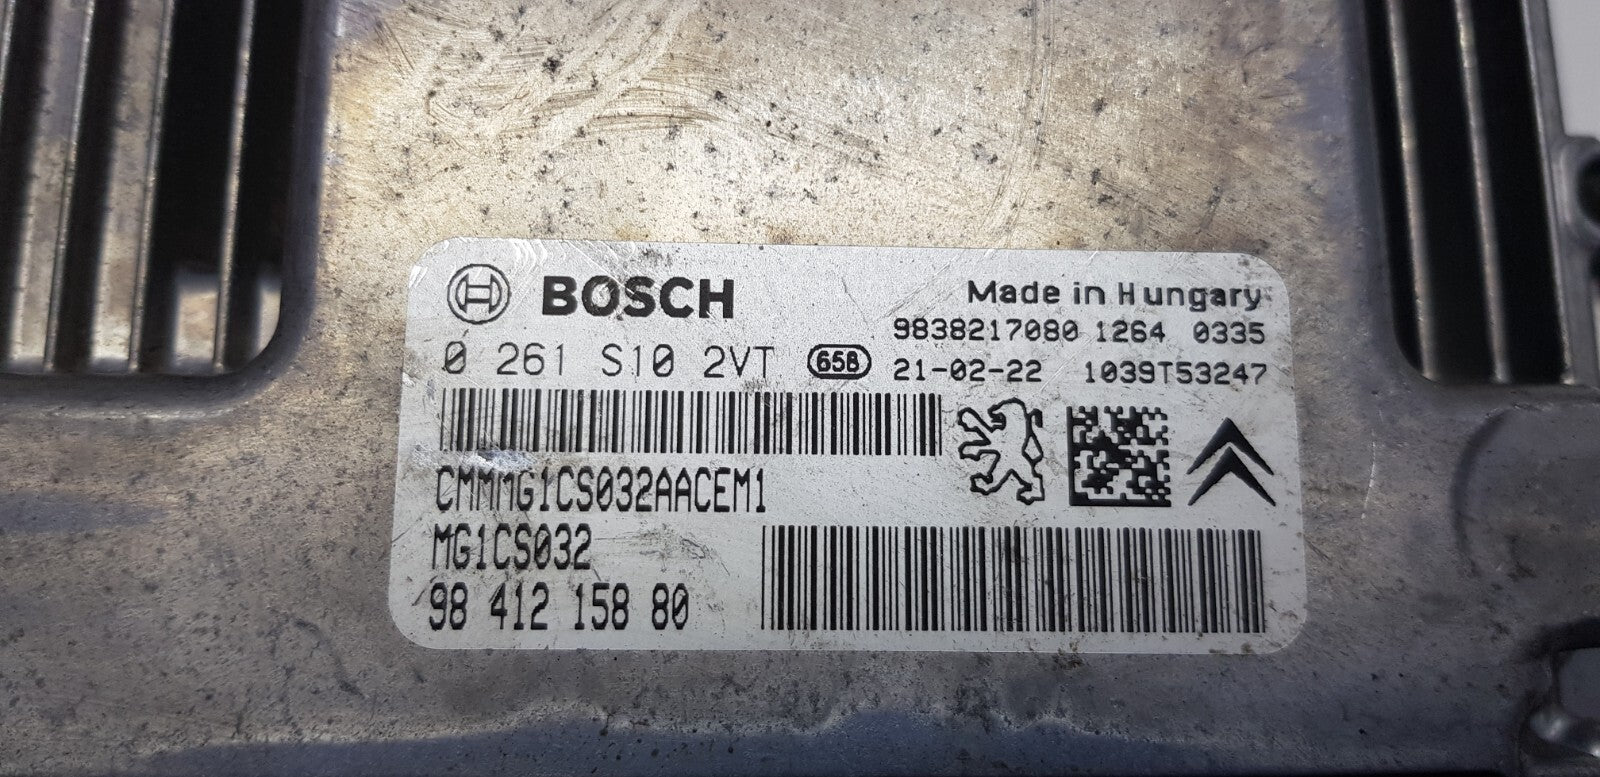 BOSCH
Made in Hungary
9838217080 1264 0335
0 261 S10 2VT 65B 21-02-22 1039T53247
CMMMG1CS032AACEM1
MG1CS032
98 412 158 80